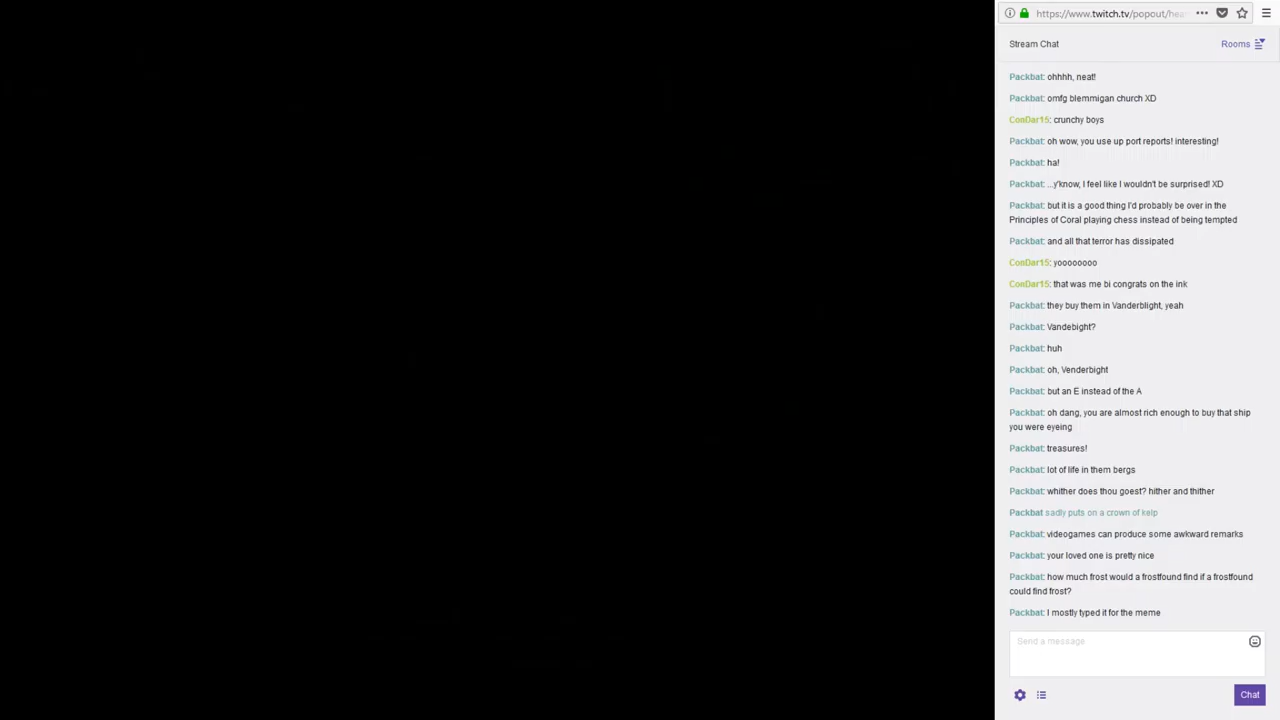 https://www.twitch.tv/popout/hea
Stream Chat
Rooms
Packbat: ohhhh, neat!
Packbat: omfg blemmigan church XD
ConDar15: crunchy boys
Packbat: oh wow, you use up port reports! interesting!
Packbat: ha!
Packbat: ...y'know, I feel like I wouldn't be surprised! XD
Packbat: but it is a good thing I'd probably be over in the
Principles of Coral playing chess instead of being tempted
Packbat: and all that terror has dissipated
ConDar15: yoooooooo
ConDar15: that was me bi congrats on the ink
Packbat: they buy them in Vanderblight, yeah
Packbat: Vandebight?
Packbat: huh
Packbat: oh, Venderbight
Packbat: but an E instead of the A
Packbat: oh dang, you are almost rich enough to buy that ship
you were eyeing
Packbat: treasures!
Packbat: lot of life in them bergs
Packbat: whither does thou goest? hither and thither
Packbat sadly puts on a crown of kelp
Packbat: videogames can produce some awkward remarks
Packbat: your loved one is pretty nice
Packbat: how much frost would a frostfound find if a frostfound
could find frost?
Packbat: I mostly typed it for the meme
Send a message
Chat